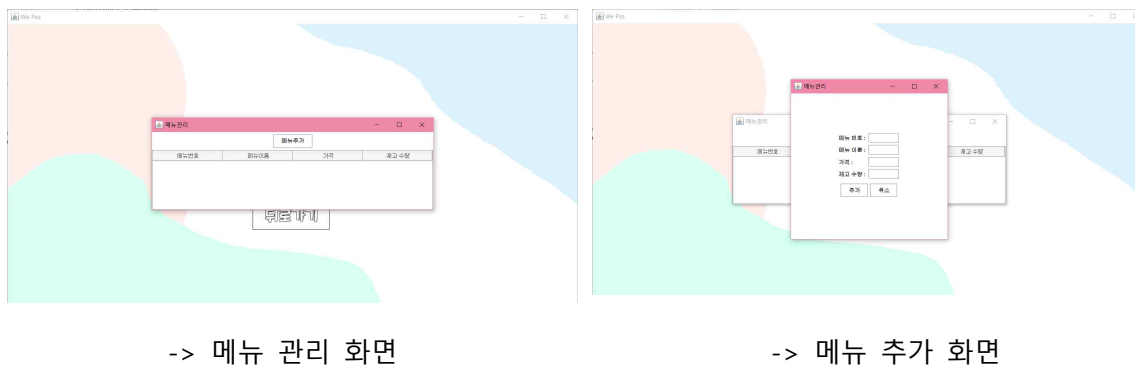 We Pos
메뉴관리
메뉴추가
메뉴번호 메뉴이름 가격 재고 수량
뒤로가기
-> 메뉴 관리 화면
We Pos
메뉴관리
메뉴관리
메뉴번호 재고 수량
메뉴 번호 :
메뉴 이름 :
가격 :
재고 수량 :
추가 취소
-> 메뉴 추가 화면